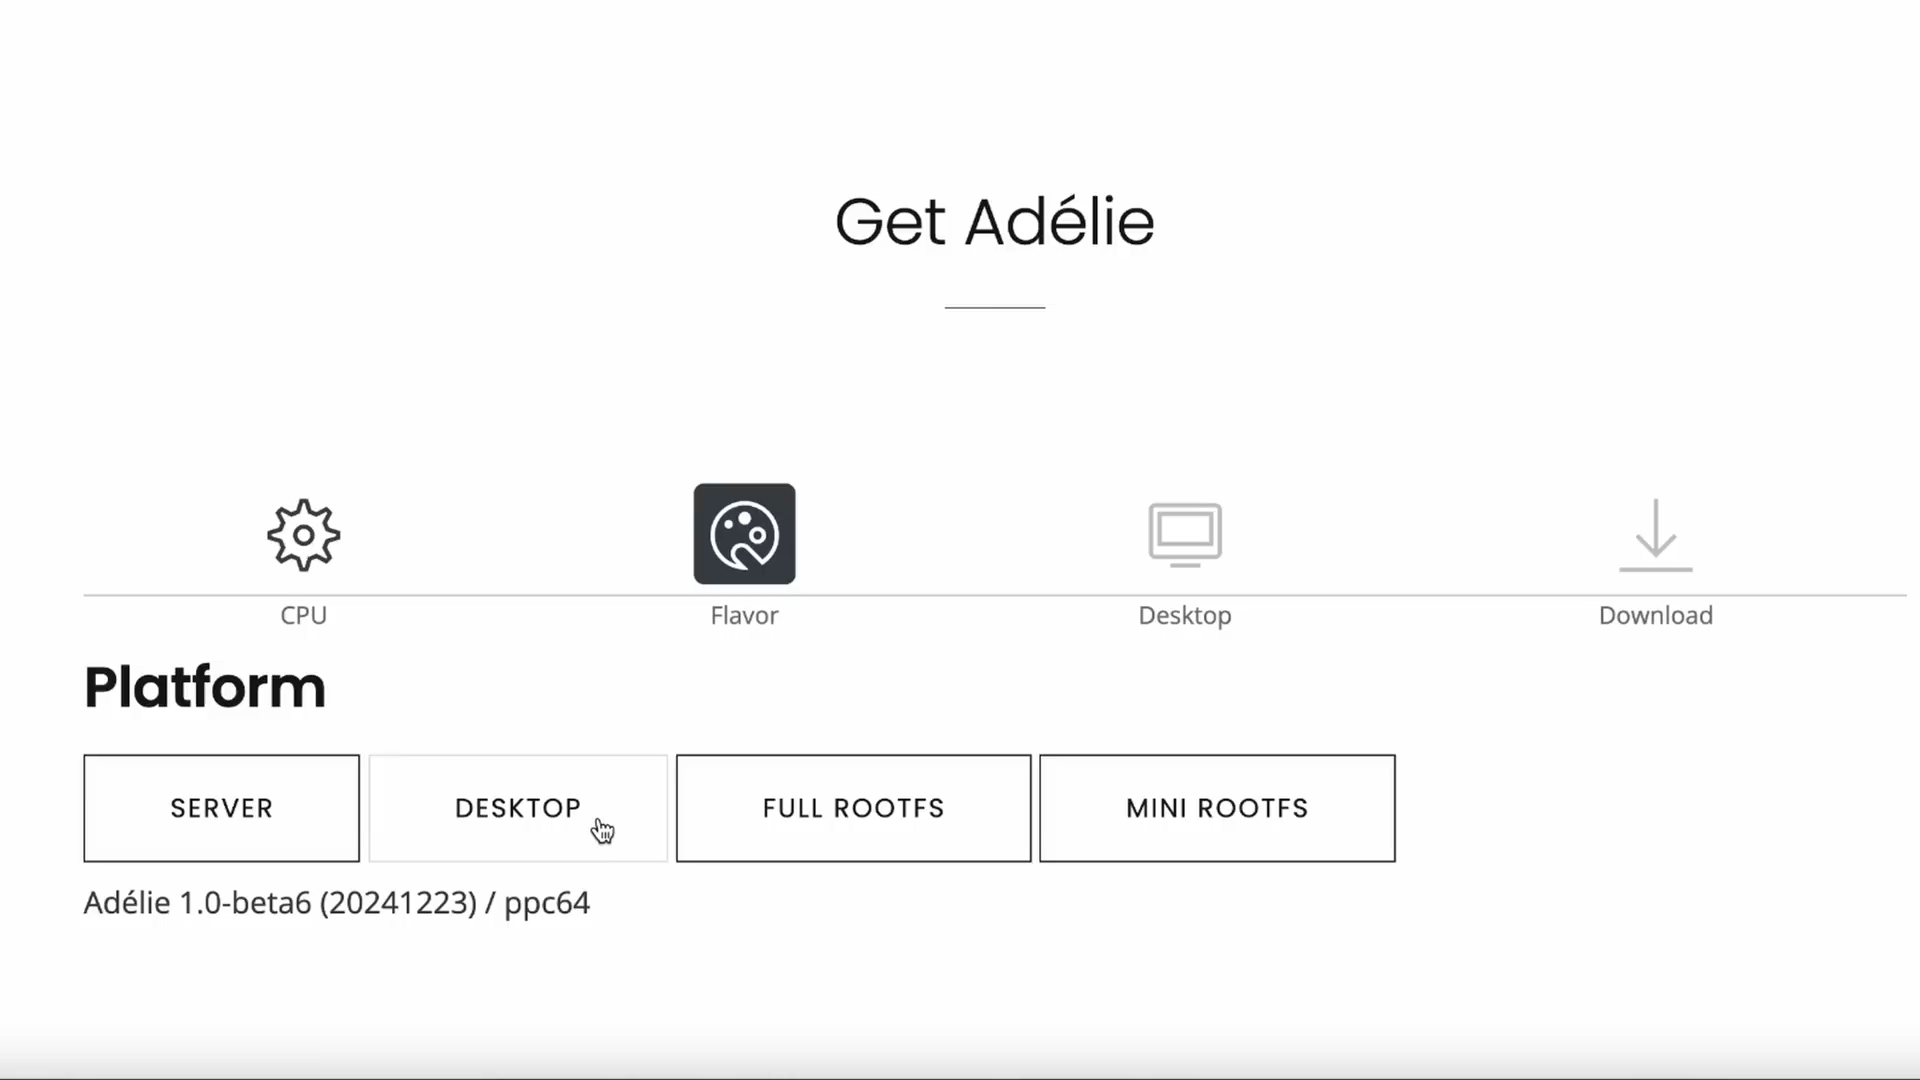 Get Adélie
CPU
Flavor
Desktop
Download
Platform
SERVER
DESKTOP
FULL ROOTFS
MINI ROOTFS
Adélie 1.0-beta6 (20241223) / ppc64